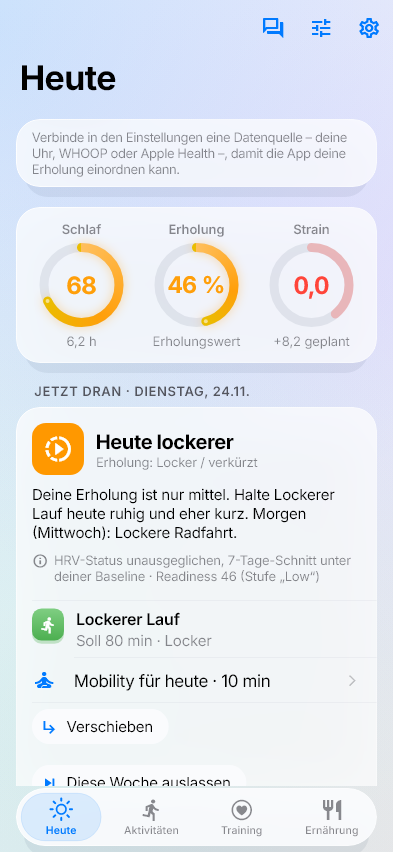 Heute
Verbinde in den Einstellungen eine Datenquelle – deine
Uhr, WHOOP oder Apple Health –, damit die App deine
Erholung einordnen kann.
Schlaf
Erholung
Strain
68
46 %
0,0
6,2 h
Erholungswert
+8,2 geplant
JETZT DRAN · DIENSTAG, 24.11.
Heute lockerer
Erholung: Locker / verkürzt
Deine Erholung ist nur mittel. Halte Lockerer
Lauf heute ruhig und eher kurz. Morgen
(Mittwoch): Lockere Radfahrt.
HRV-Status unausgeglichen, 7-Tage-Schnitt unter
deiner Baseline · Readiness 46 (Stufe „Low“)
Lockerer Lauf
Soll 80 min · Locker
Mobility für heute · 10 min
Verschieben
Diese Woche auslassen
Heute
Aktivitäten
Training
Ernährung